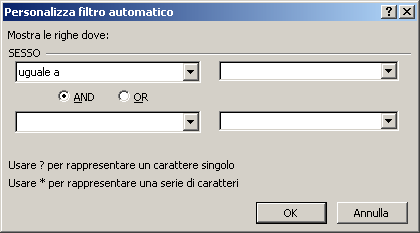 Personalizza filtro automatico
Mostra le righe dove:
SESSO
uguale a
AND OR
Usare ? per rappresentare un carattere singolo
Usare * per rappresentare una serie di caratteri
OK Annulla